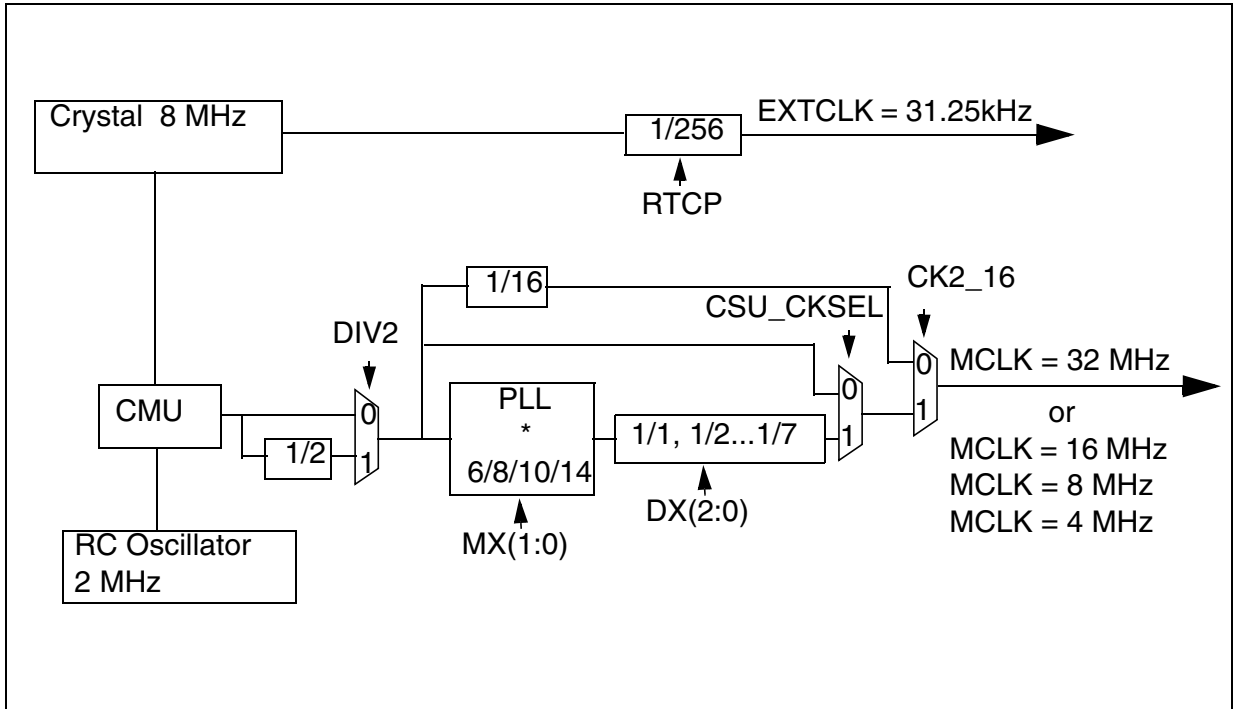 Crystal  8 MHz
1/256
EXTCLK = 31.25kHz
RTCP
1/16
CK2_16
CSU_CKSEL
DIV2
0
MCLK = 32 MHz
CMU
0
PLL
0
1
or
*
1/2
1
6/8/10/14
1/1, 1/2...1/7
1
MCLK = 16 MHz
MCLK = 8 MHz
MCLK = 4 MHz
MX(1:0)
DX(2:0)
RC Oscillator
2 MHz